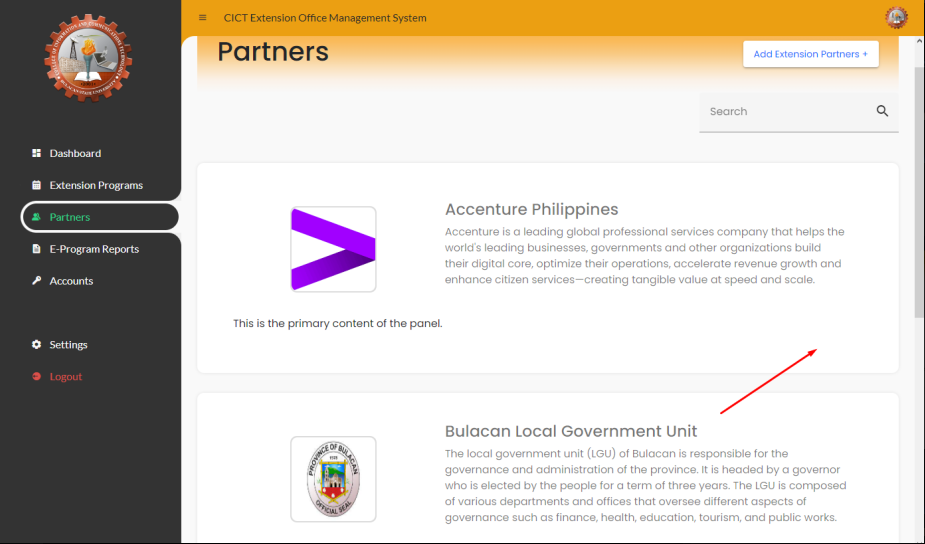 CICT Extension Office Management System
Partners
Add Extension Partners +
Search
Dashboard
Extension Programs
Partners
E-Program Reports
Accounts
Settings
Logout
Accenture Philippines
Accenture is a leading global professional services company that helps the
world's leading businesses, governments and other organizations build
their digital core, optimize their operations, accelerate revenue growth and
enhance citizen services—creating tangible value at speed and scale.
This is the primary content of the panel.
Bulacan Local Government Unit
The local government unit (LGU) of Bulacan is responsible for the
governance and administration of the province. It is headed by a governor
who is elected by the people for a term of three years. The LGU is composed
of various departments and offices that oversee different aspects of
governance such as finance, health, education, tourism, and public works.
PROVINCE OF BULACAN
OFFICIAL SEAL